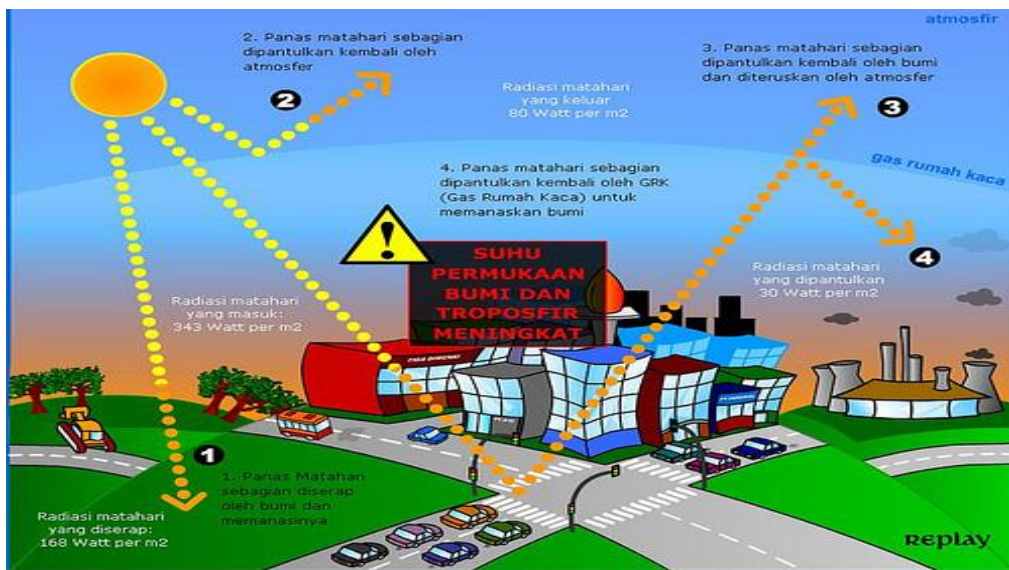 atmosfir
2. Panas matahari sebagian
dipantulkan kembali oleh
atmosfer
2
3. Panas matahari sebagian
dipantulkan kembali oleh bumi
dan diteruskan oleh atmosfer
3
Radiasi matahari
yang keluar
80 Watt per m2
gas rumah kaca
4. Panas matahari sebagian
dipantulkan kembali oleh GRK
(Gas Rumah Kaca) untuk
memanaskan bumi
!
SUHU
PERMUKAAN
BUMI DAN
TROPOSFIR
MENINGKAT
4
Radiasi matahari
yang dipantulkan
30 Watt per m2
Radiasi matahari
yang masuk:
343 Watt per m2
1
1. Panas Matahari
sebagian diserap
oleh bumi dan
memanasinya
Radiasi matahari
yang diserap:
168 Watt per m2
REPLAY